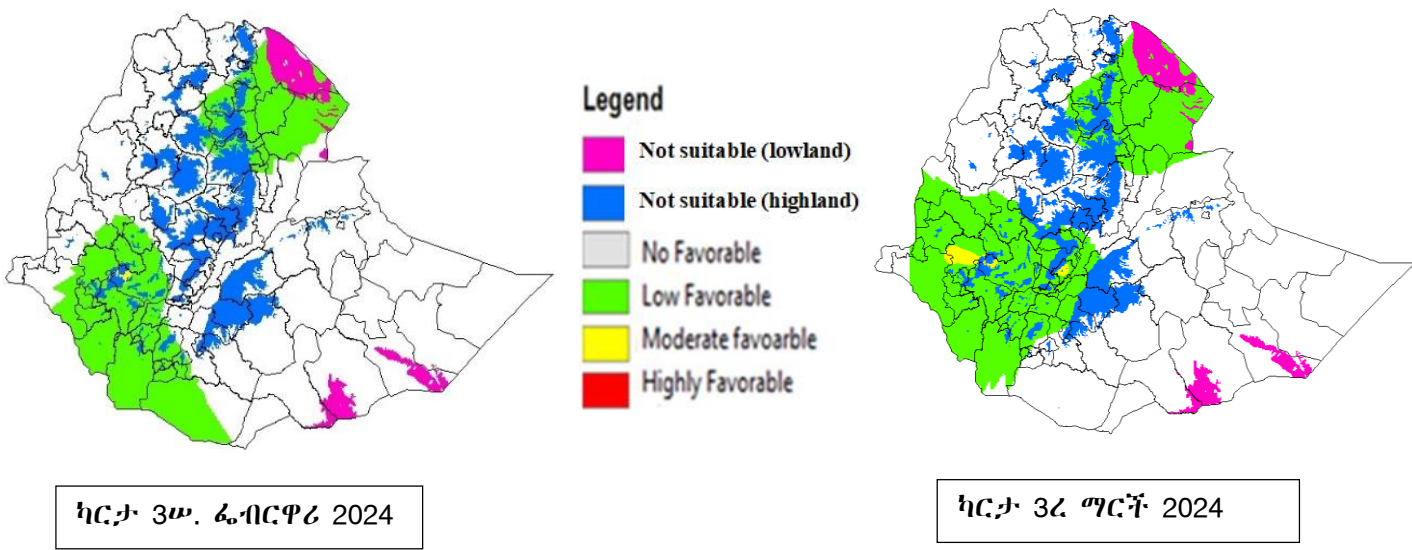 Legend
Not suitable (lowland)
Not suitable (highland)
No Favorable
Low Favorable
Moderate favoarble
Highly Favorable
ካርታ 3ሠ. ፌብርዋሪ 2024
ካርታ 3ረ ማርች 2024